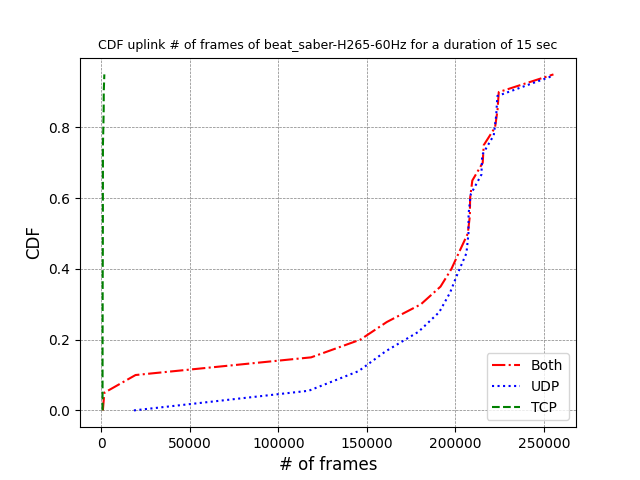 CDF uplink # of frames of beat_saber-H265-60Hz for a duration of 15 sec
CDF
0.8
0.6
0.4
0.2
0.0
Both
UDP
TCP
0 50000 100000 150000 200000 250000
# of frames